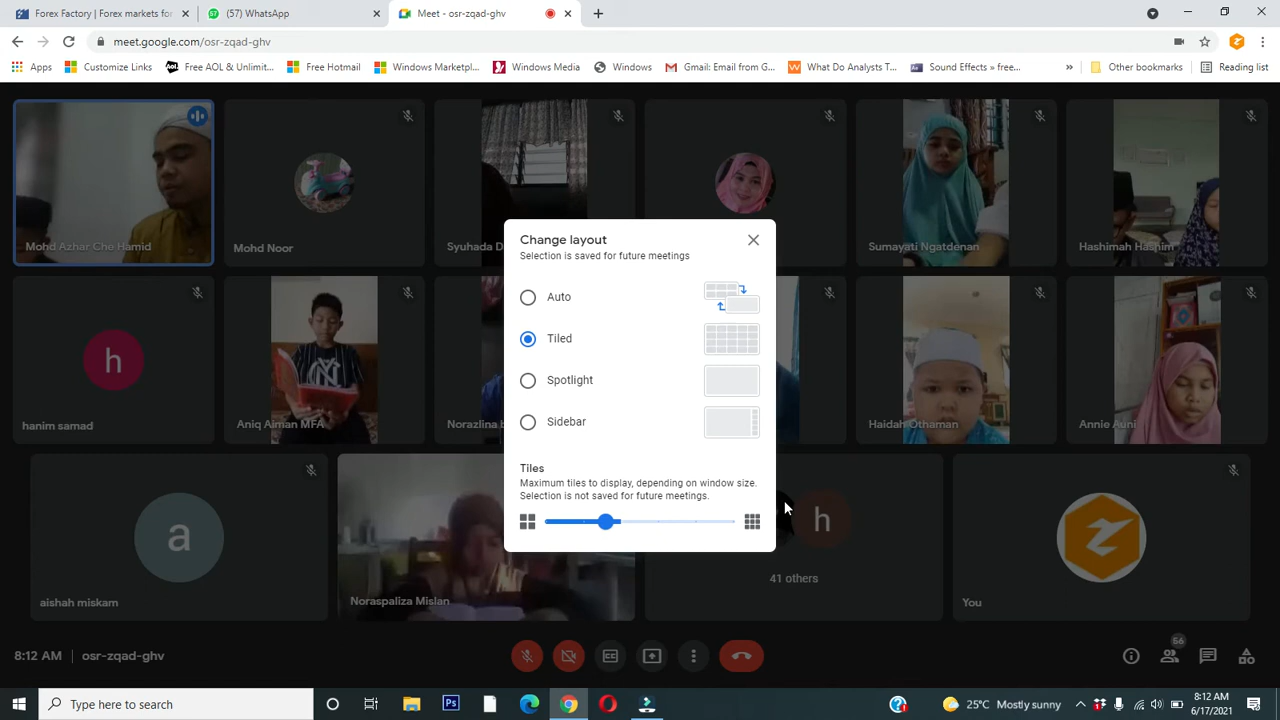 Forex Factory | Forex markets for
(57) WhatsApp
Meet - osr-zqad-ghv
meet.google.com/osr-zqad-ghv
Apps
Customize Links
Free AOL & Unlimit...
Free Hotmail
Windows Marketpl...
Windows Media
Windows
Gmail: Email from G...
What Do Analysts T...
Sound Effects » free...
»
Other bookmarks
Reading list
Mohd Azhar Che Hamid
Mohd Noor
Syuhada D
Sumayati Ngatdenan
Hashimah Hashim
Change layout
Selection is saved for future meetings
Auto
Tiled
Spotlight
Sidebar
Tiles
Maximum tiles to display, depending on window size.
Selection is not saved for future meetings.
h
hanim samad
Aniq Aiman MFA
Norazlina b
Haidah Othaman
Annie Auni
a
aishah miskam
Noraspaliza Mislan
h
41 others
You
8:12 AM | osr-zqad-ghv
56
Type here to search
Ps
25°C Mostly sunny
8:12 AM
6/17/2021